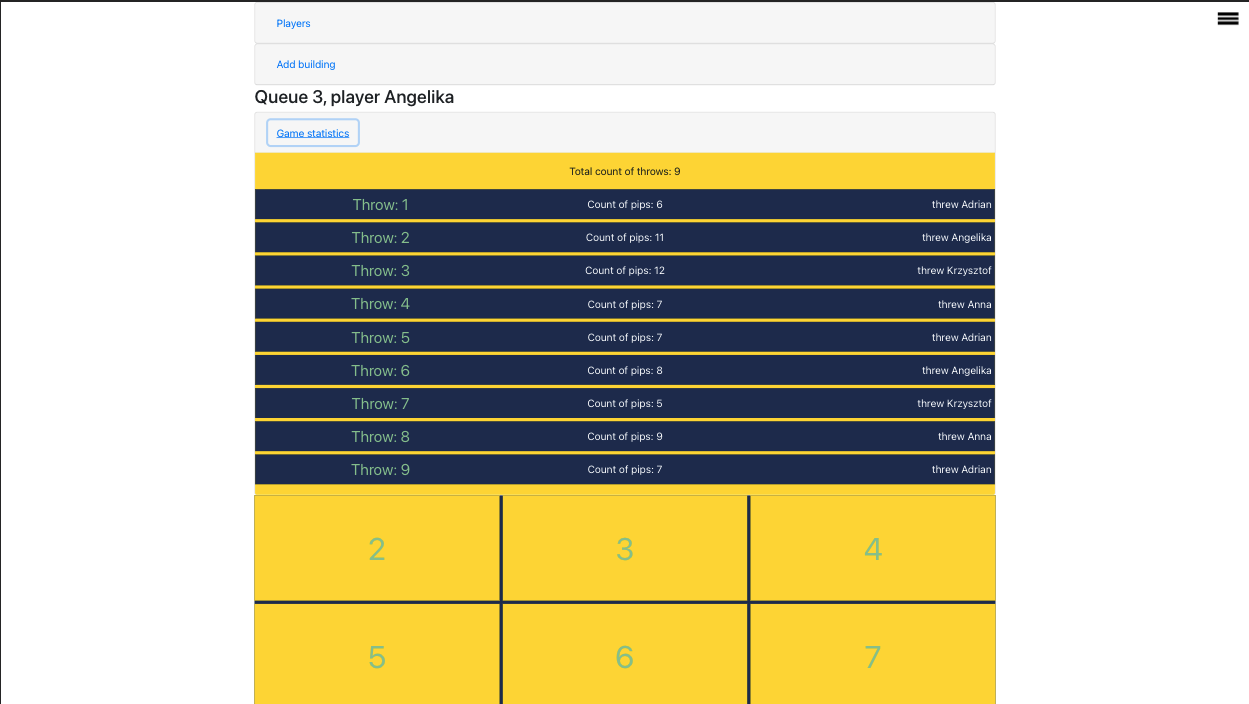 Players
Add building
Queue 3, player Angelika
Game statistics
Total count of throws: 9
Throw: 1 Count of pips: 6 threw Adrian
Throw: 2 Count of pips: 11 threw Angelika
Throw: 3 Count of pips: 12 threw Krzysztof
Throw: 4 Count of pips: 7 threw Anna
Throw: 5 Count of pips: 7 threw Adrian
Throw: 6 Count of pips: 8 threw Angelika
Throw: 7 Count of pips: 5 threw Krzysztof
Throw: 8 Count of pips: 9 threw Anna
Throw: 9 Count of pips: 7 threw Adrian
2 3 4
5 6 7